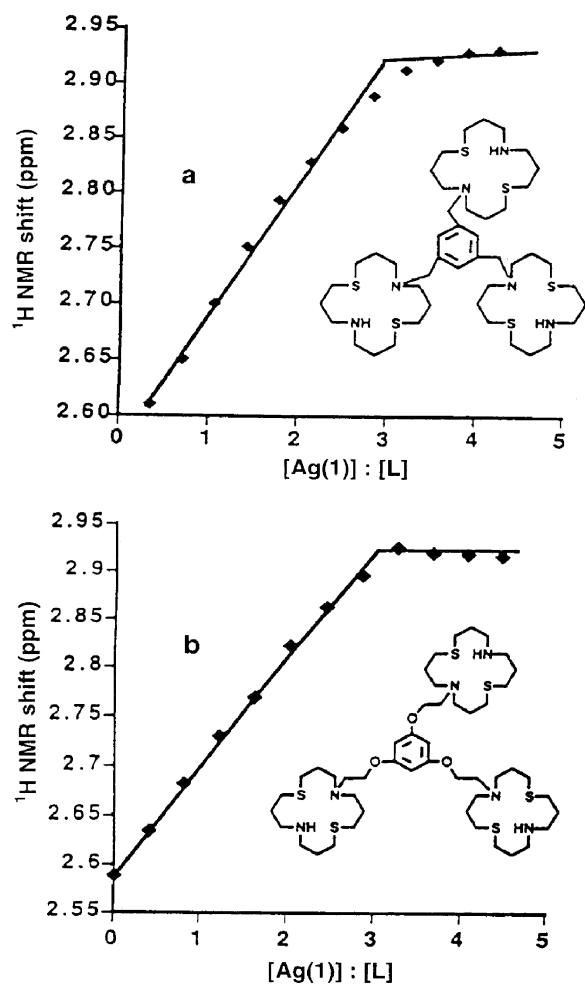 2.95
2.90
2.85
2.80
2.75
2.70
2.65
2.60
¹H NMR shift (ppm)
a
S HN
N S
S N
NH S
N S
S HN
0 1 2 3 4 5
[Ag(1)] : [L]
2.95
2.9
2.85
2.8
2.75
2.7
2.65
2.6
2.55
¹H NMR shift (ppm)
b
S HN
N S
O
O O
N N S
S
NH S S HN
0 1 2 3 4 5
[Ag(1)] : [L]